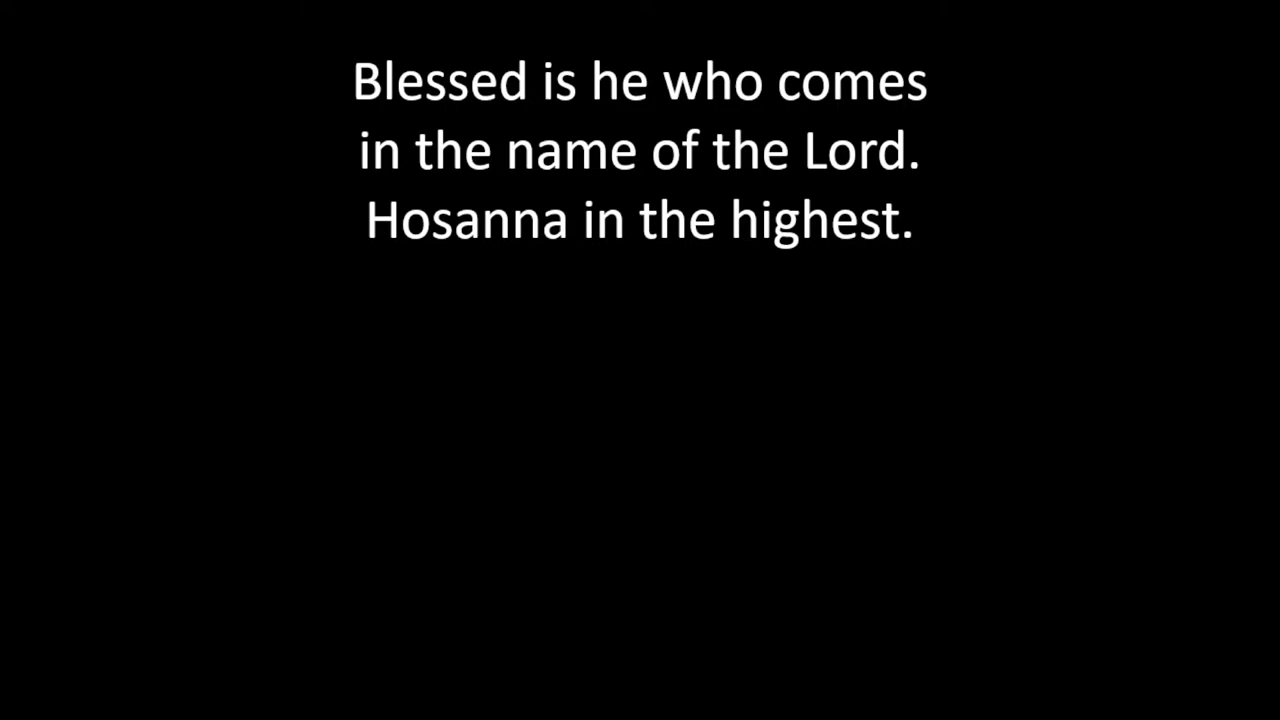 Blessed is he who comes
in the name of the Lord.
Hosanna in the highest.